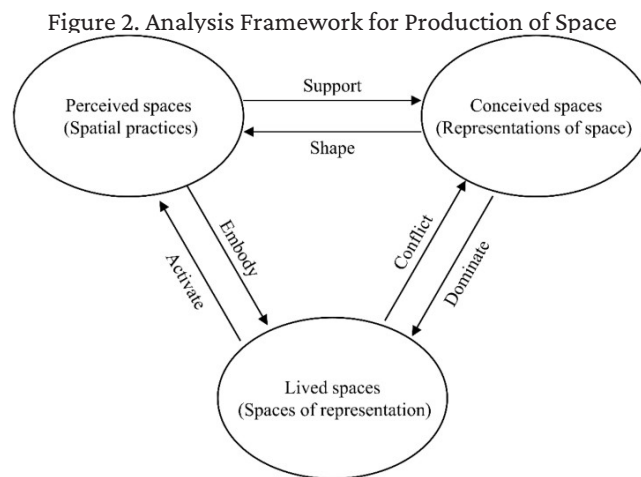 Figure 2. Analysis Framework for Production of Space
Perceived spaces
(Spatial practices)
Support
Shape
Conceived spaces
(Representations of space)
Activate
Embody
Conflict
Dominate
Lived spaces
(Spaces of representation)